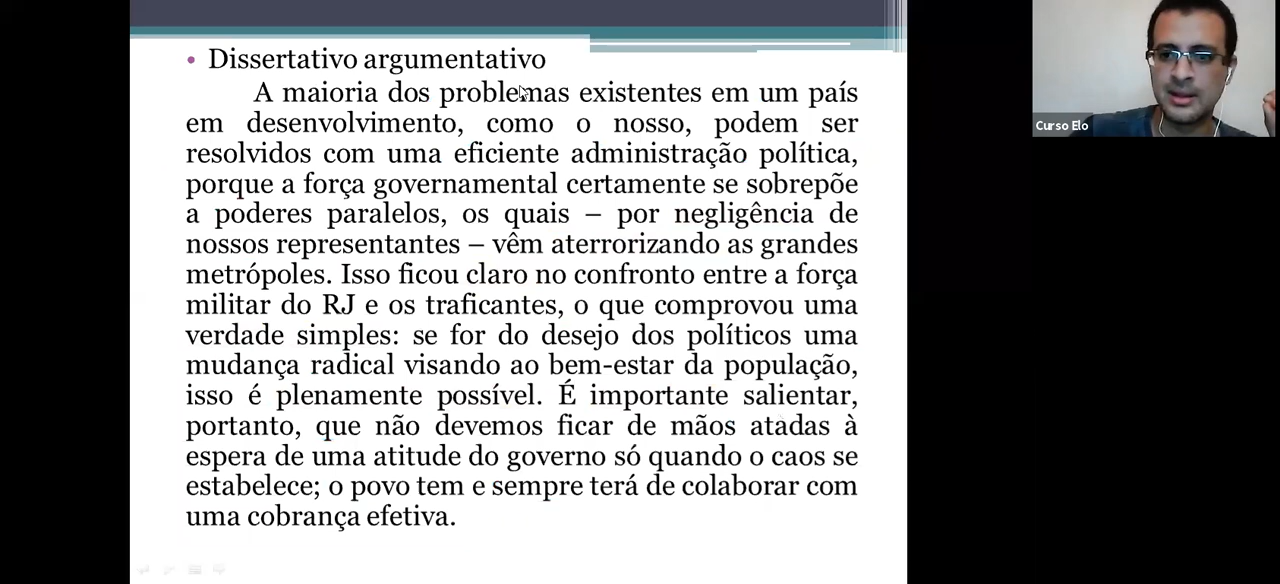 • Dissertativo argumentativo
A maioria dos problemas existentes em um país
em desenvolvimento, como o nosso, podem ser
resolvidos com uma eficiente administração política,
porque a força governamental certamente se sobrepõe
a poderes paralelos, os quais – por negligência de
nossos representantes – vêm aterrorizando as grandes
metrópoles. Isso ficou claro no confronto entre a força
militar do RJ e os traficantes, o que comprovou uma
verdade simples: se for do desejo dos políticos uma
mudança radical visando ao bem-estar da população,
isso é plenamente possível. É importante salientar,
portanto, que não devemos ficar de mãos atadas à
espera de uma atitude do governo só quando o caos se
estabelece; o povo tem e sempre terá de colaborar com
uma cobrança efetiva.
Curso Elo